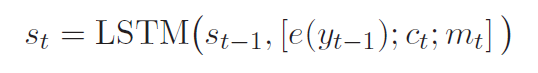 s_t = LSTM(s_{t−1}, [e(y_{t−1}); c_t; m_t])